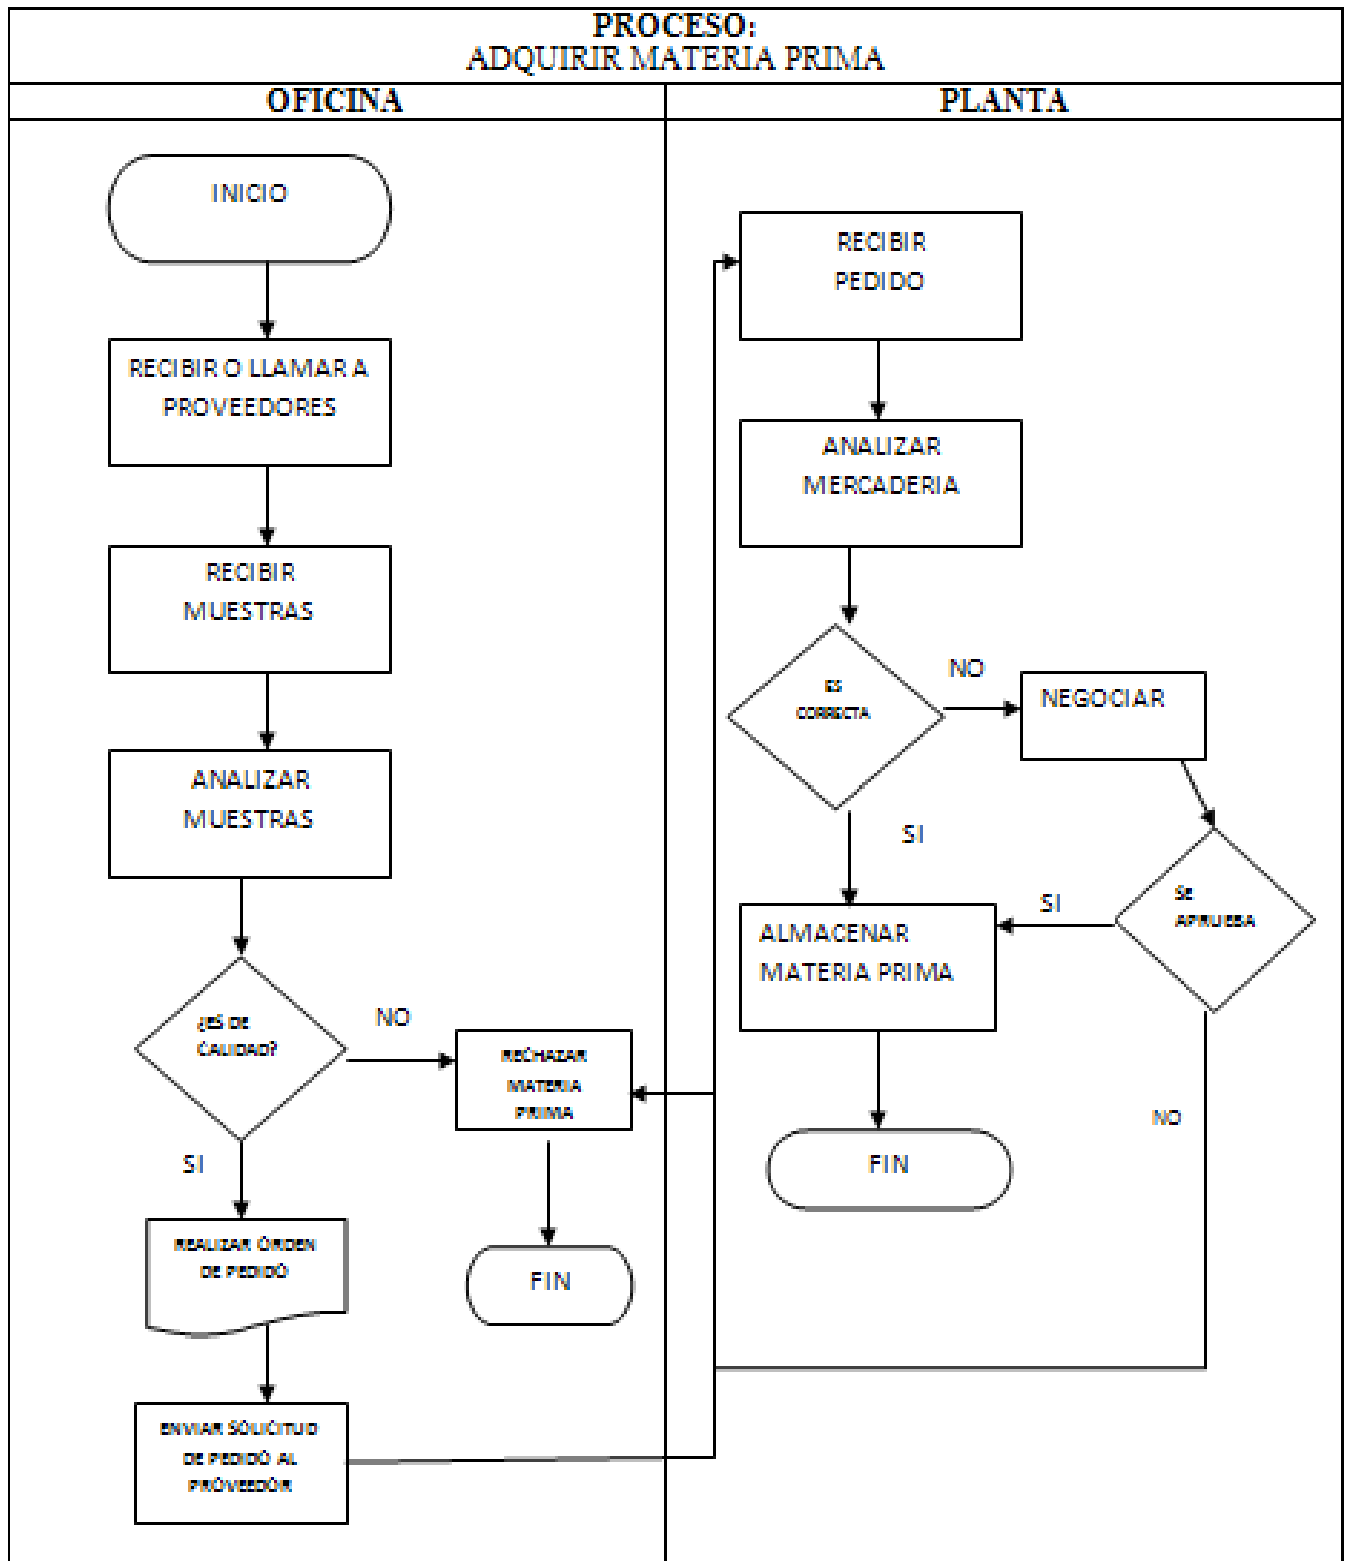 PROCESO:
ADQUIRIR MATERIA PRIMA
OFICINA
PLANTA
INICIO
RECIBIR O LLAMAR A
PROVEEDORES
RECIBIR
MUESTRAS
ANALIZAR
MUESTRAS
¿ES DE
CALIDAD?
NO
RECHAZAR
MATERIA
PRIMA
SI
REALIZAR ORDEN
DE PEDIDO
FIN
ENVIAR SOLICITUD
DE PEDIDO AL
PROVEEDOR
RECIBIR
PEDIDO
ANALIZAR
MERCADERIA
ES
CORRECTA
NO
NEGOCIAR
SI
SE
APRUEBA
SI
ALMACENAR
MATERIA PRIMA
NO
FIN